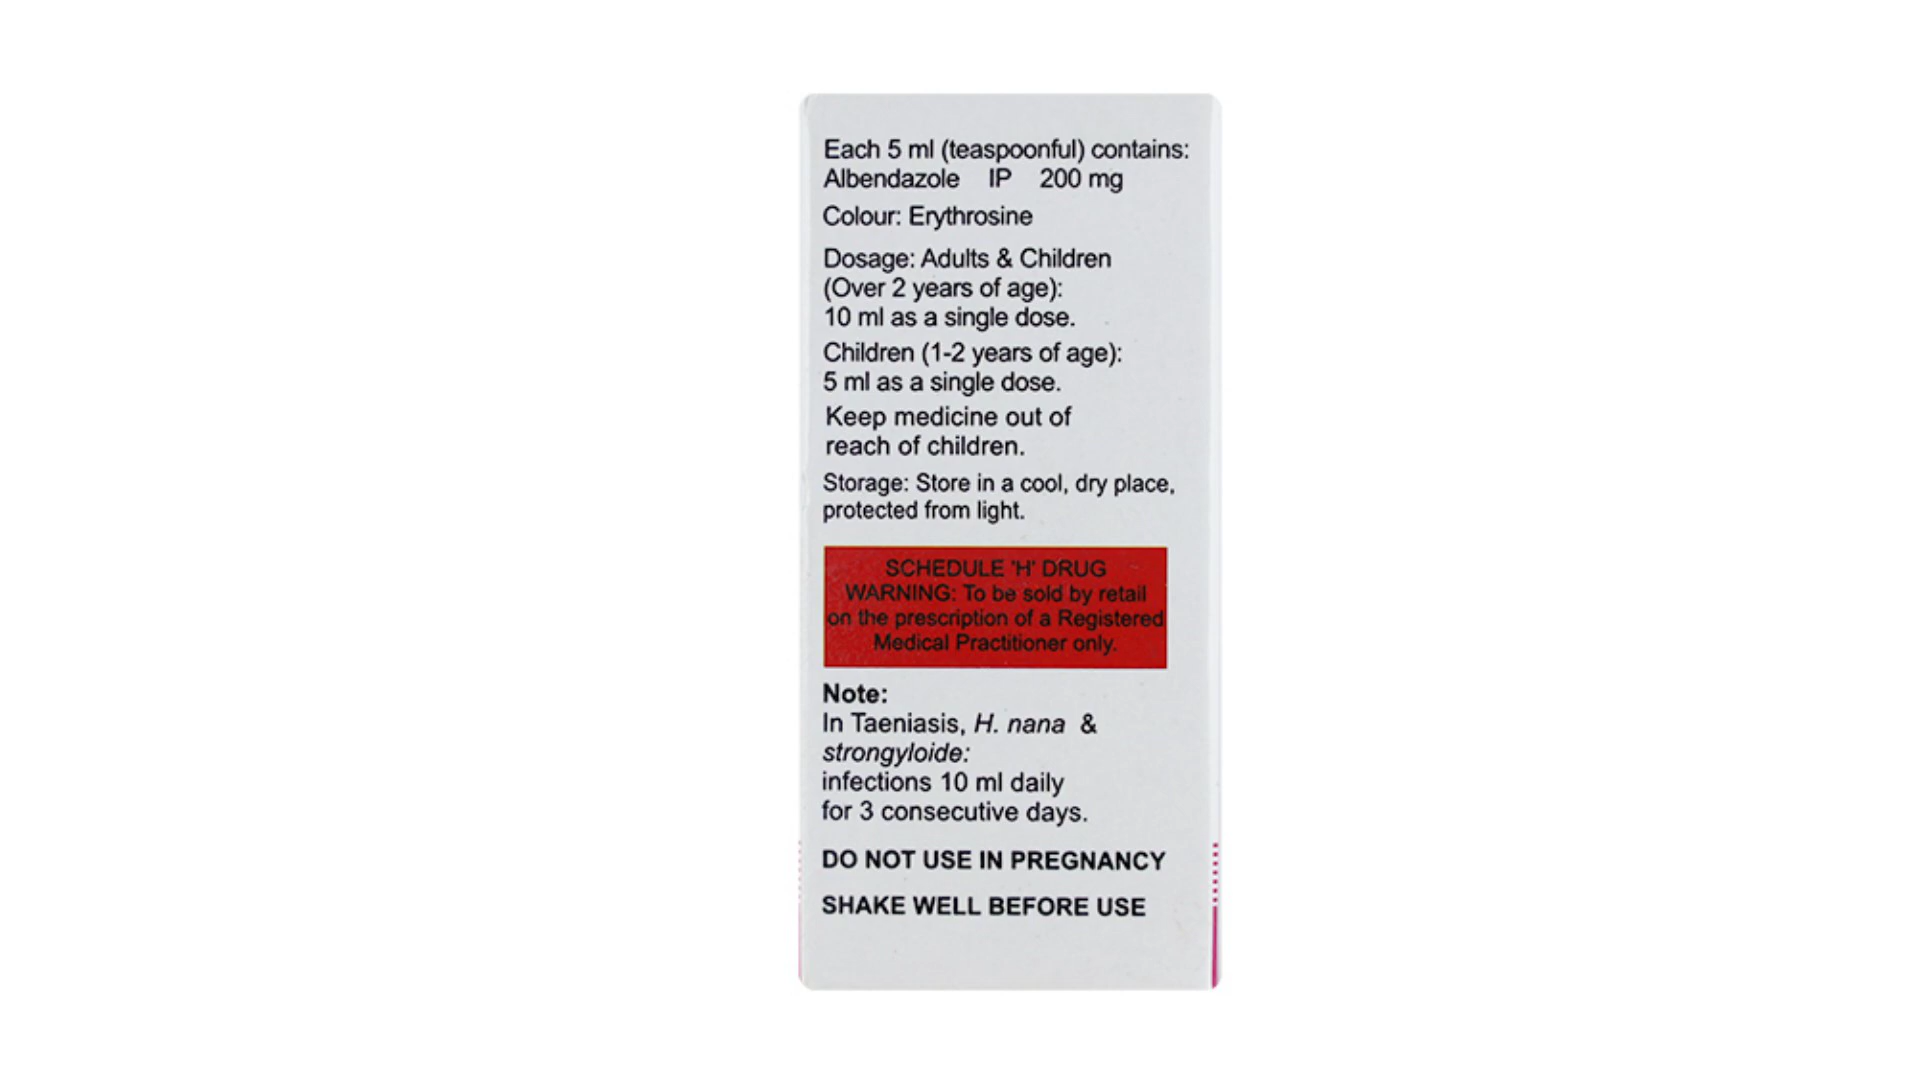 Each 5 ml (teaspoonful) contains:
Albendazole IP 200 mg
Colour: Erythrosine
Dosage: Adults & Children
(Over 2 years of age):
10 ml as a single dose.
Children (1-2 years of age):
5 ml as a single dose.
Keep medicine out of
reach of children.
Storage: Store in a cool, dry place,
protected from light.
SCHEDULE 'H' DRUG
WARNING: To be sold by retail
on the prescription of a Registered
Medical Practitioner only.
Note:
In Taeniasis, H. nana &
strongyloide:
infections 10 ml daily
for 3 consecutive days.
DO NOT USE IN PREGNANCY
SHAKE WELL BEFORE USE